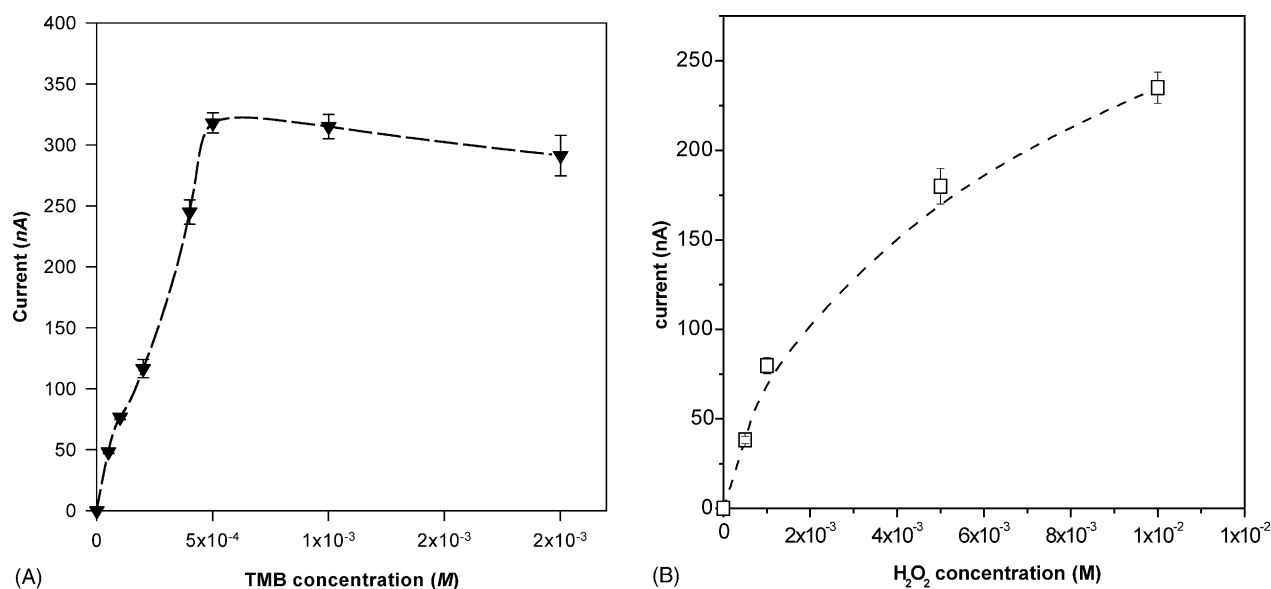 400
350
300
250
200
150
100
50
0
Current (nA)
0
5x10⁻⁴
1x10⁻³
2x10⁻³
2x10⁻³
(A)
TMB concentration (M)
250
200
150
100
50
0
current (nA)
0
2x10⁻³
4x10⁻³
6x10⁻³
8x10⁻³
1x10⁻²
1x10⁻²
(B)
H₂O₂ concentration (M)